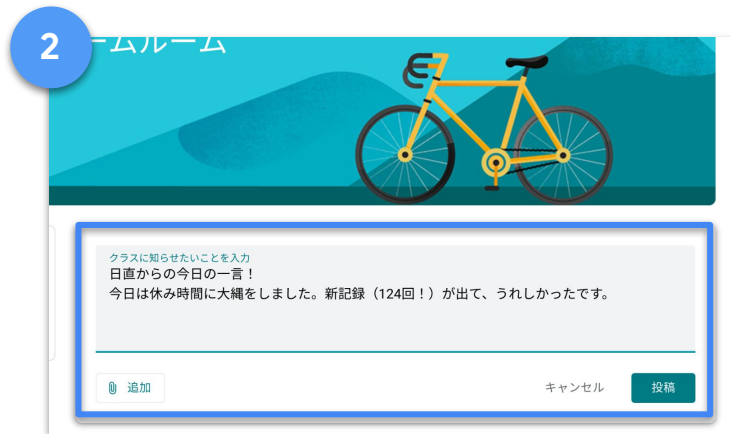 2
ームルーム
クラスに知らせたいことを入力
日直からの今日の一言！
今日は休み時間に大縄をしました。新記録（124回！）が出て、うれしかったです。
追加
キャンセル
投稿